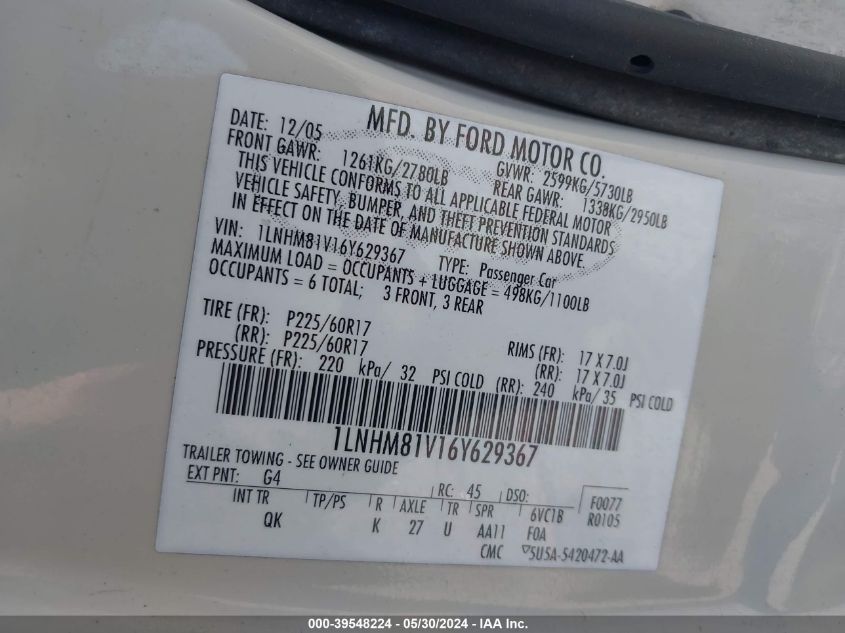 MFD. BY FORD MOTOR CO.
DATE: 12/05 GVWR: 2599KG/5730LB
FRONT GAWR: 1261KG/2780LB REAR GAWR: 1338KG/2950LB
THIS VEHICLE CONFORMS TO ALL APPLICABLE FEDERAL MOTOR
VEHICLE SAFETY, BUMPER, AND THEFT PREVENTION STANDARDS
IN EFFECT ON THE DATE OF MANUFACTURE SHOWN ABOVE.
VIN: 1LNHM81V16Y629367 TYPE: Passenger Car
MAXIMUM LOAD = OCCUPANTS + LUGGAGE = 498KG/1100LB
OCCUPANTS = 6 TOTAL; 3 FRONT, 3 REAR
TIRE (FR): P225/60R17 RIMS (FR): 17 X 7.0J
(RR): P225/60R17 (RR): 17 X 7.0J
PRESSURE (FR): 220 kPa/ 32 PSI COLD (RR): 240 kPa/35 PSI COLD
1LNHM81V16Y629367
TRAILER TOWING - SEE OWNER GUIDE
EXT PNT: G4 RC: 45 DSO: F0077
INT TR TP/PS R AXLE TR SPR 6VC1B R0105
QK K 27 U AA11 F0A
CMC ▽5U5A-5420472-AA
000-39548224 - 05/30/2024 - IAA Inc.